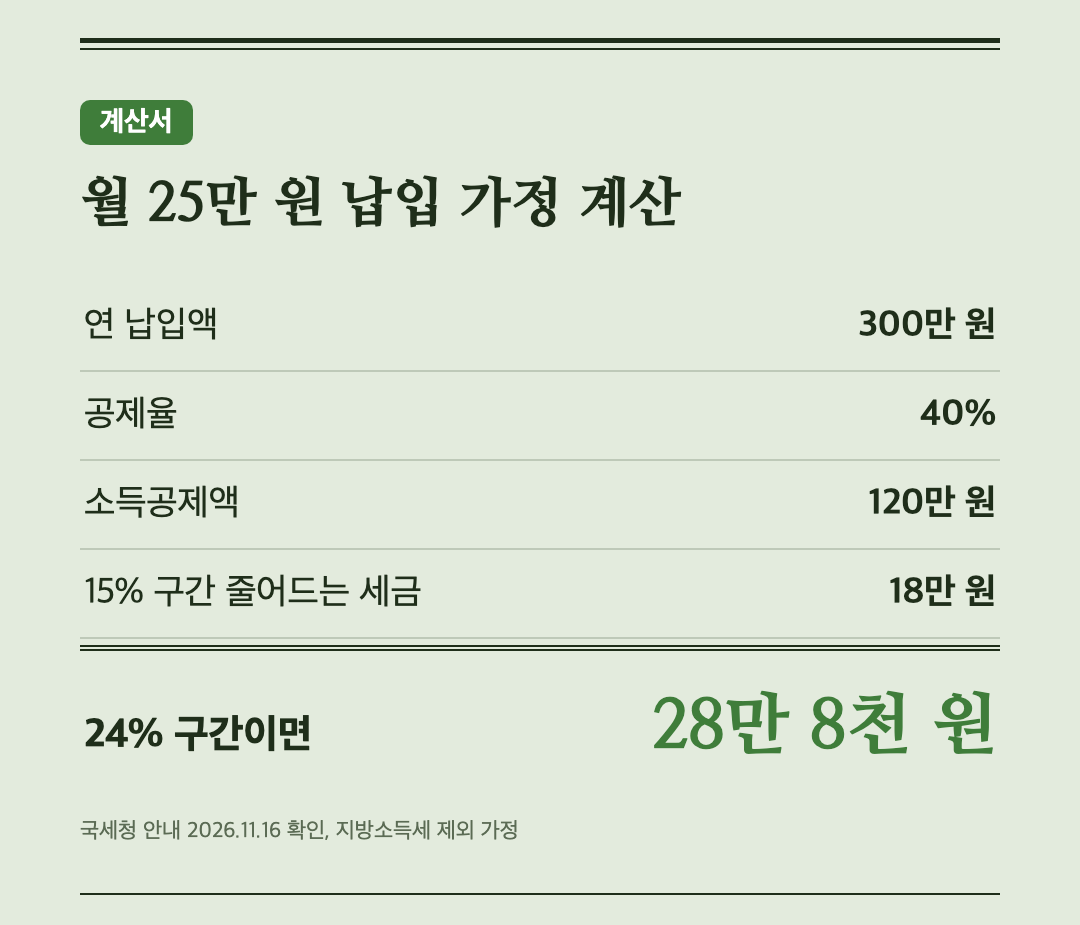 계산서
월 25만 원 납입 가정 계산
연 납입액 300만 원
공제율 40%
소득공제액 120만 원
15% 구간 줄어드는 세금 18만 원
24% 구간이면 28만 8천 원
국세청 안내 2026.11.16 확인, 지방소득세 제외 가정